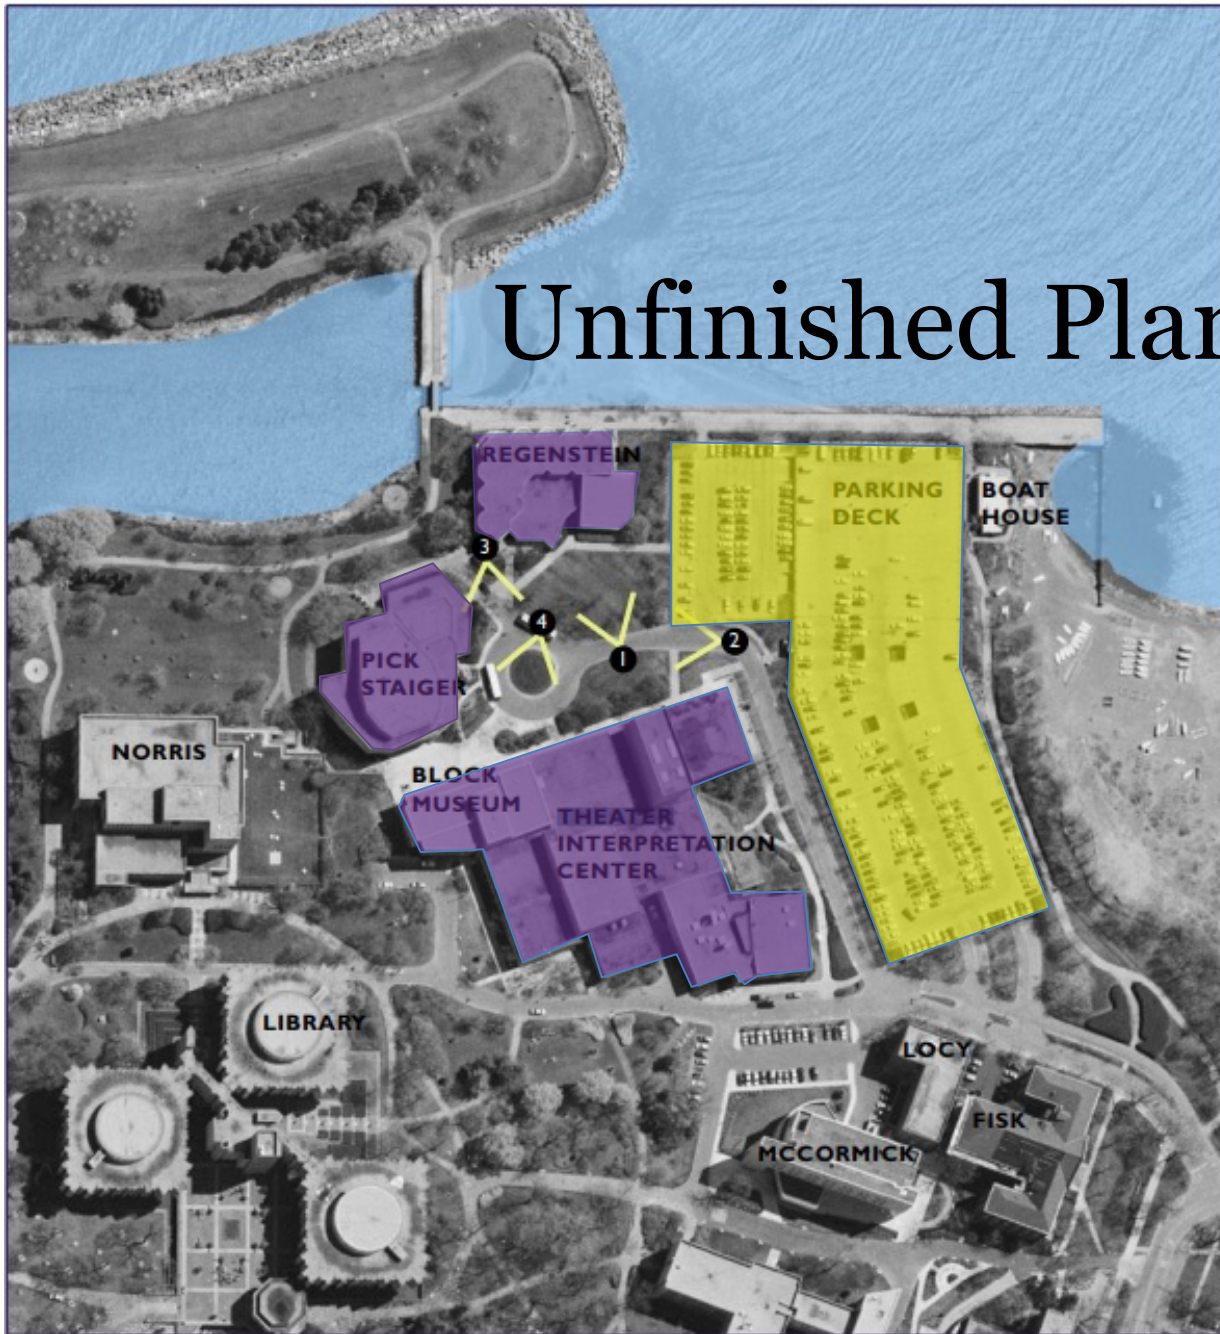 Unfinished Plan
REGENSTEIN
PARKING
DECK
BOAT
HOUSE
3
4
2
1
PICK
STAIGER
NORRIS
BLOCK
MUSEUM
THEATER
INTERPRETATION
CENTER
LIBRARY
LOCY
FISK
MCCORMICK